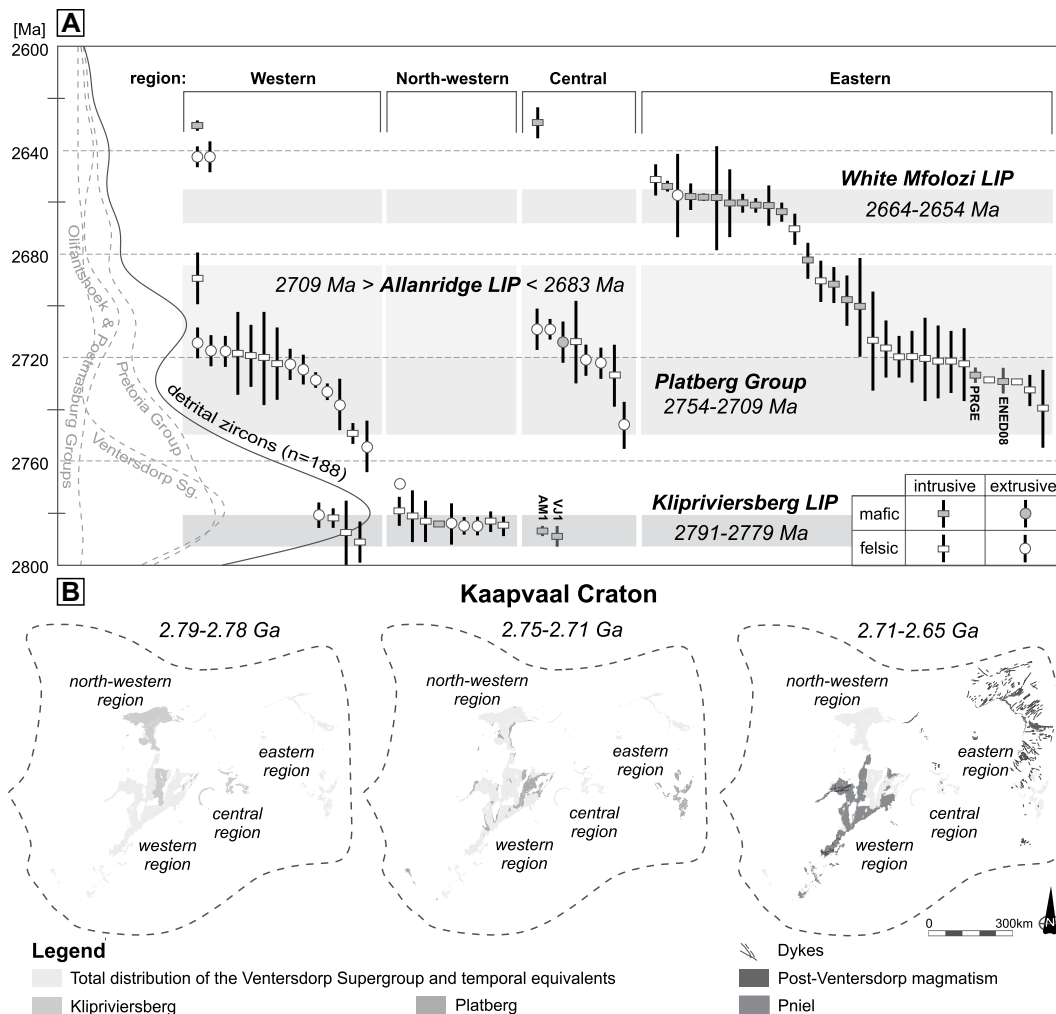 [Ma]
A
2600
2640
2680
2720
2760
2800
region:
Western
North-western
Central
Eastern
White Mfolozi LIP
2664-2654 Ma
2709 Ma > Allanridge LIP < 2683 Ma
Platberg Group
2754-2709 Ma
Klipriviersberg LIP
2791-2779 Ma
Olifantshoek & Postmasburg Groups
Pretoria Group
Ventersdorp Sg.
detrital zircons (n=188)
AM1
VJ1
PRGE
ENED08
intrusive
extrusive
mafic
felsic
B
Kaapvaal Craton
2.79-2.78 Ga
north-western
region
eastern
region
central
region
western
region
2.75-2.71 Ga
north-western
region
eastern
region
central
region
western
region
2.71-2.65 Ga
north-western
region
eastern
region
central
region
western
region
0
300km
N
Legend
Total distribution of the Ventersdorp Supergroup and temporal equivalents
Klipriviersberg
Platberg
Dykes
Post-Ventersdorp magmatism
Pniel